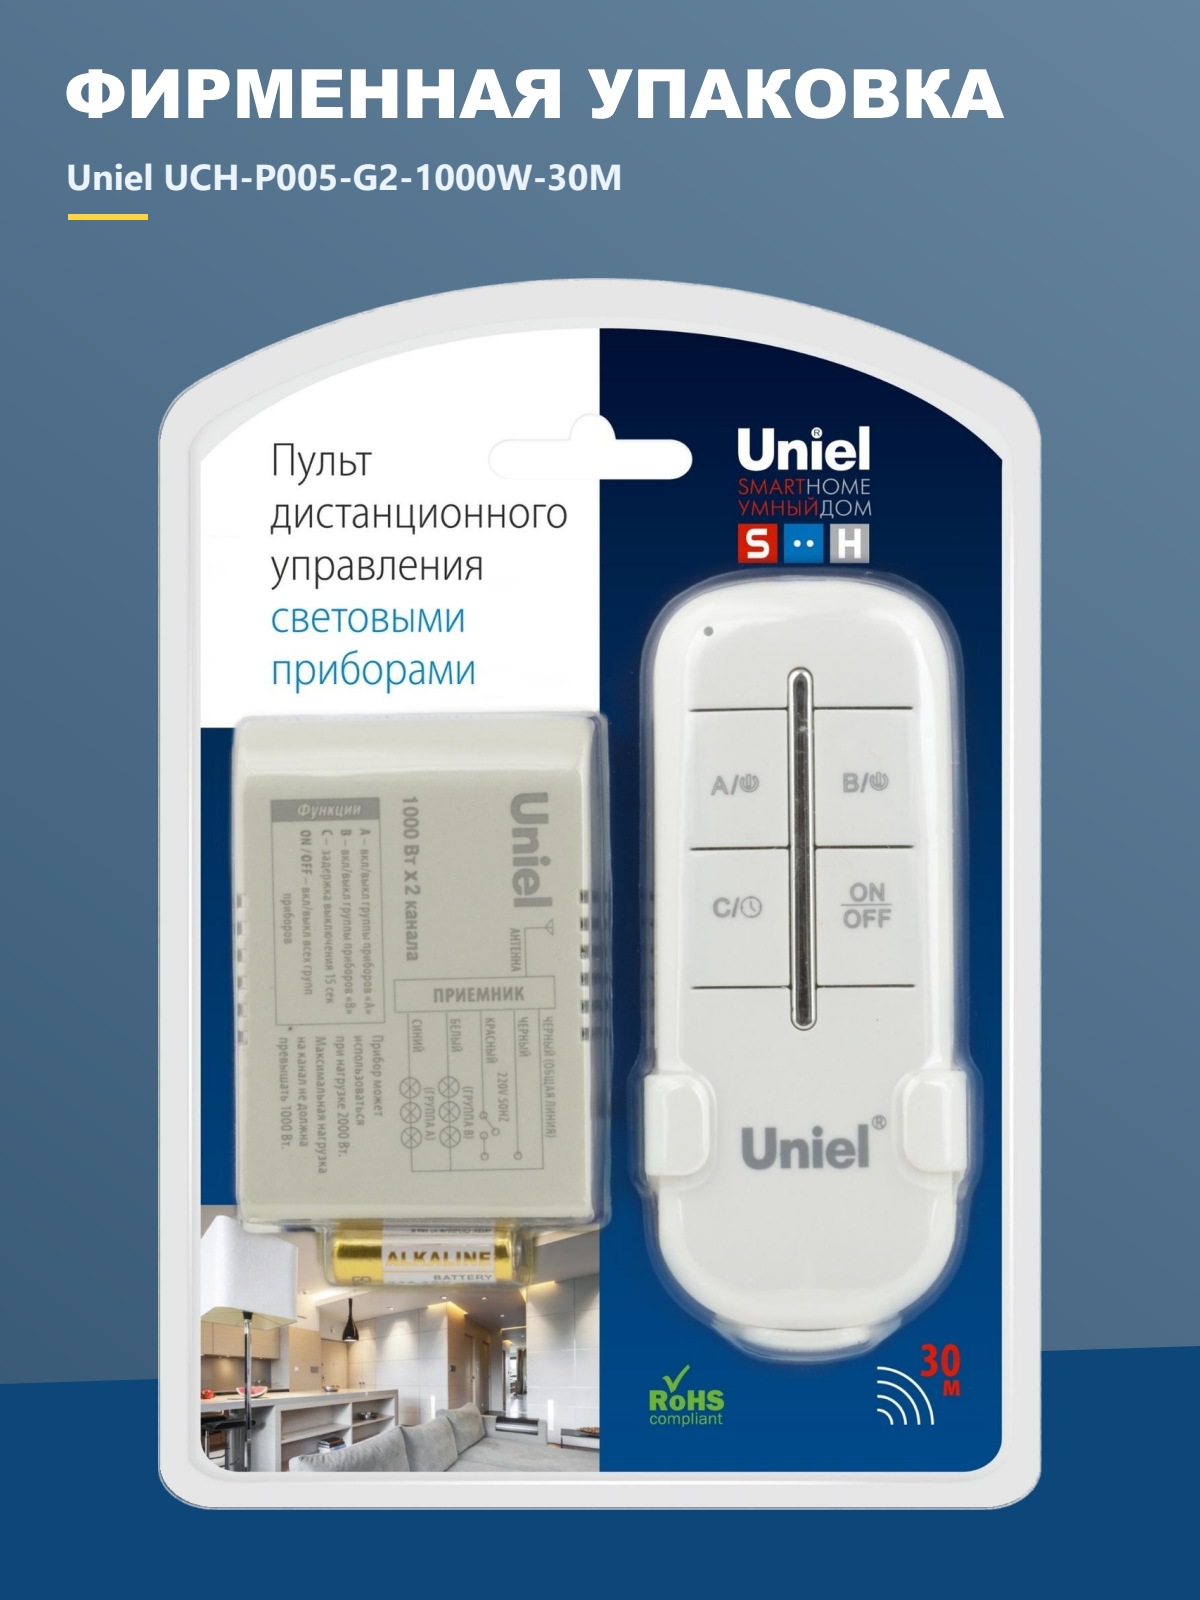 ФИРМЕННАЯ УПАКОВКА
Uniel UCH-P005-G2-1000W-30M
Пульт
дистанционного
управления
световыми
приборами
Uniel®
SMARTHOME
УМНЫЙДОМ
S H
A/
B/
C/
ON
OFF
Uniel®
Uniel
1000 Вт x 2 канала
Функции
А – вкл/выкл группы приборов «А»
В – вкл/выкл группы приборов «В»
С – задержка выключения 15 сек
ON / OFF – вкл/выкл всех групп
приборов
АНТЕННА
ПРИЕМНИК
СИНИЙ
БЕЛЫЙ
КРАСНЫЙ
ЧЕРНЫЙ
ЧЕРНЫЙ (ОБЩАЯ ЛИНИЯ)
220V 50HZ
(ГРУППА В)
(ГРУППА А)
Прибор может
использоваться
при нагрузке 2000 Вт.
Максимальная нагрузка
на канал не должна
превышать 1000 Вт.
ALKALINE
BATTERY
RoHS
compliant
30
М